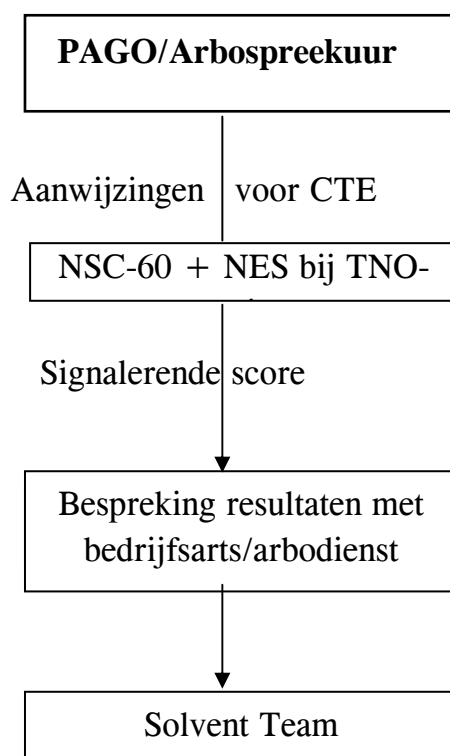 PAGO/Arbospreekuur
Aanwijzingen voor CTE
NSC-60 + NES bij TNO-
Signalerende score
Bespreking resultaten met
bedrijfsarts/arbodienst
Solvent Team